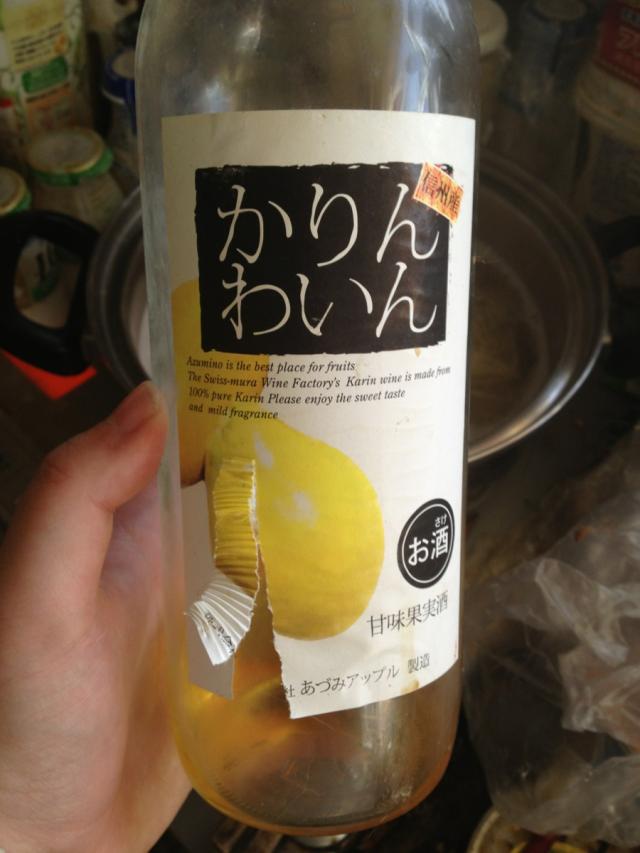 信州産
かりん
わいん
Azumino is the best place for fruits
The Swiss-mura Wine Factory's Karin wine is made from
100% pure Karin Please enjoy the sweet taste
and mild fragrance
さけ
お酒
甘味果実酒
社 あづみアップル 製造